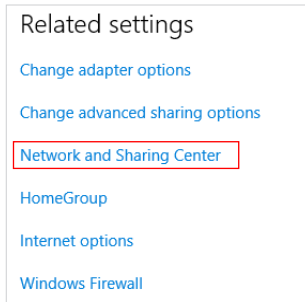 Related settings
Change adapter options
Change advanced sharing options
Network and Sharing Center
HomeGroup
Internet options
Windows Firewall